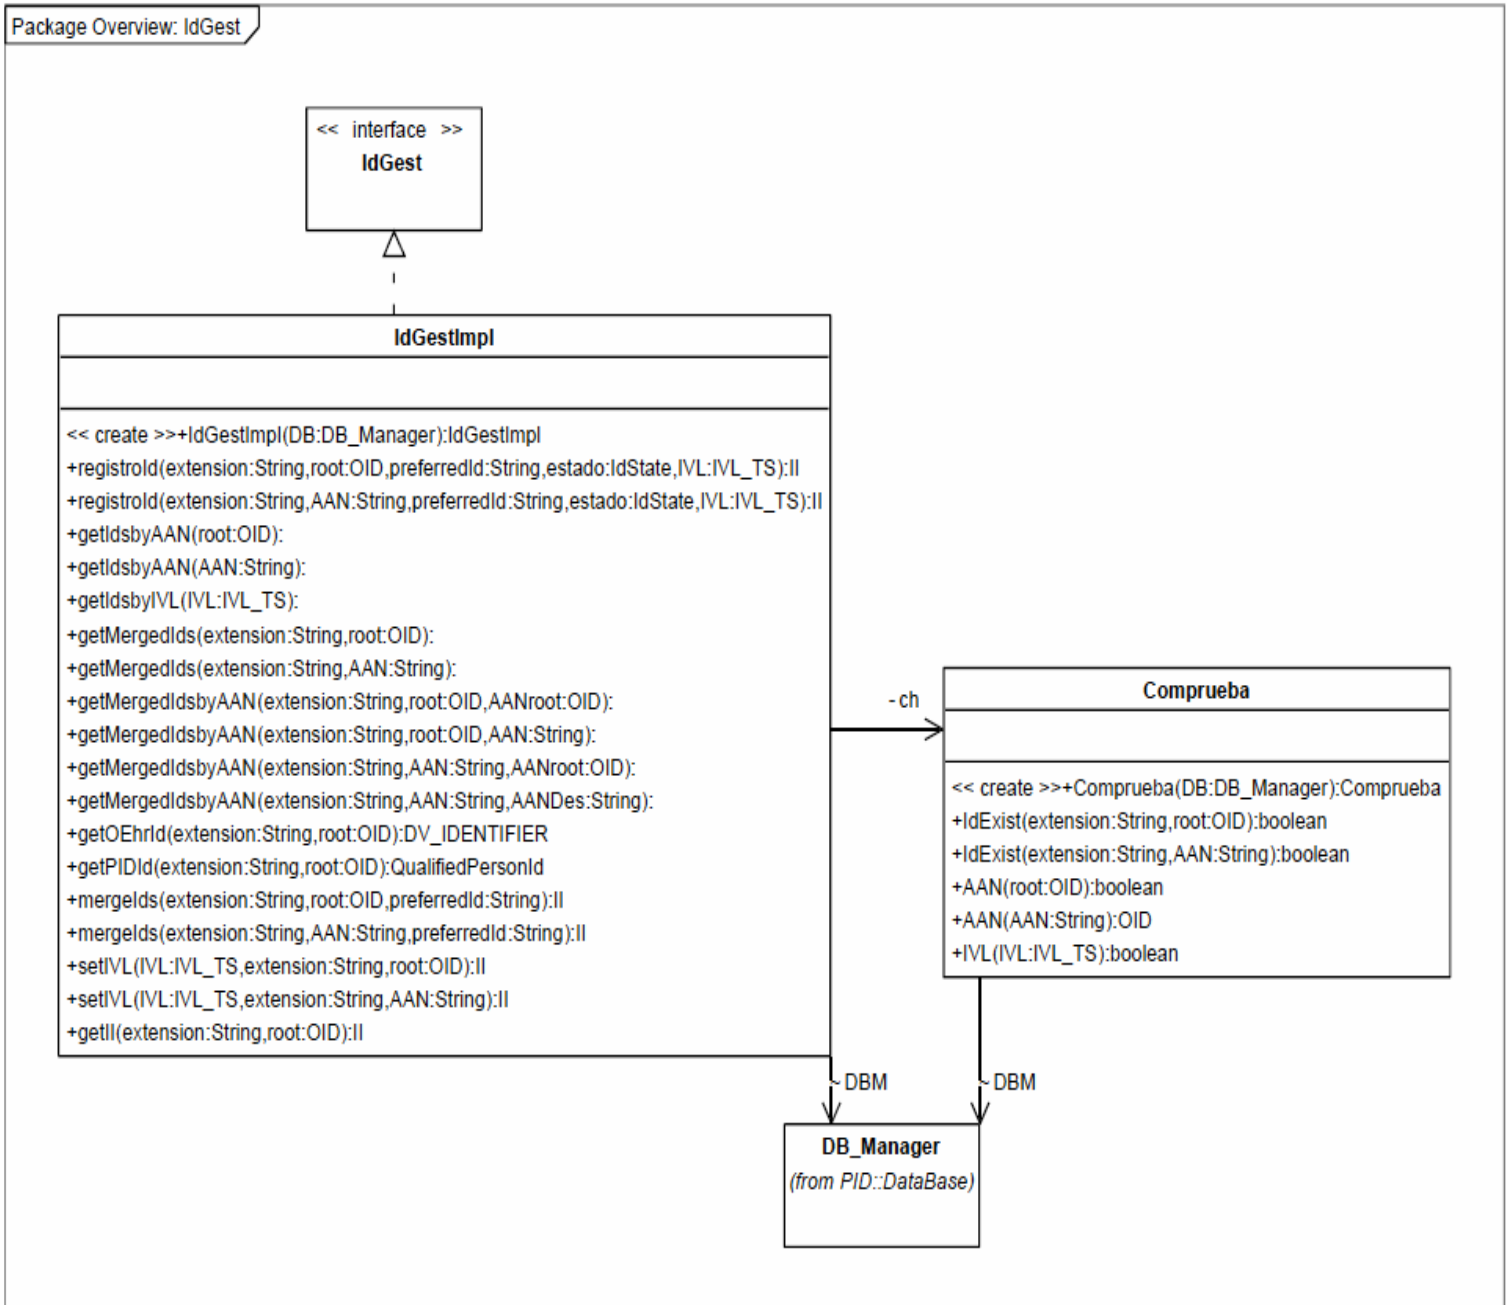 Package Overview: IdGest
<< interface >>
IdGest
IdGestImpl
<< create >>+IdGestImpl(DB:DB_Manager):IdGestImpl
+registroId(extension:String,root:OID,preferredId:String,estado:IdState,IVL:IVL_TS):II
+registroId(extension:String,AAN:String,preferredId:String,estado:IdState,IVL:IVL_TS):II
+getIdsbyAAN(root:OID):
+getIdsbyAAN(AAN:String):
+getIdsbyIVL(IVL:IVL_TS):
+getMergedIds(extension:String,root:OID):
+getMergedIds(extension:String,AAN:String):
+getMergedIdsbyAAN(extension:String,root:OID,AANroot:OID):
+getMergedIdsbyAAN(extension:String,root:OID,AAN:String):
+getMergedIdsbyAAN(extension:String,AAN:String,AANroot:OID):
+getMergedIdsbyAAN(extension:String,AAN:String,AANDes:String):
+getOEhrId(extension:String,root:OID):DV_IDENTIFIER
+getPIDId(extension:String,root:OID):QualifiedPersonId
+mergeIds(extension:String,root:OID,preferredId:String):II
+mergeIds(extension:String,AAN:String,preferredId:String):II
+setIVL(IVL:IVL_TS,extension:String,root:OID):II
+setIVL(IVL:IVL_TS,extension:String,AAN:String):II
+getII(extension:String,root:OID):II
- ch
Comprueba
<< create >>+Comprueba(DB:DB_Manager):Comprueba
+IdExist(extension:String,root:OID):boolean
+IdExist(extension:String,AAN:String):boolean
+AAN(root:OID):boolean
+AAN(AAN:String):OID
+IVL(IVL:IVL_TS):boolean
~ DBM
~ DBM
DB_Manager
(from PID::DataBase)